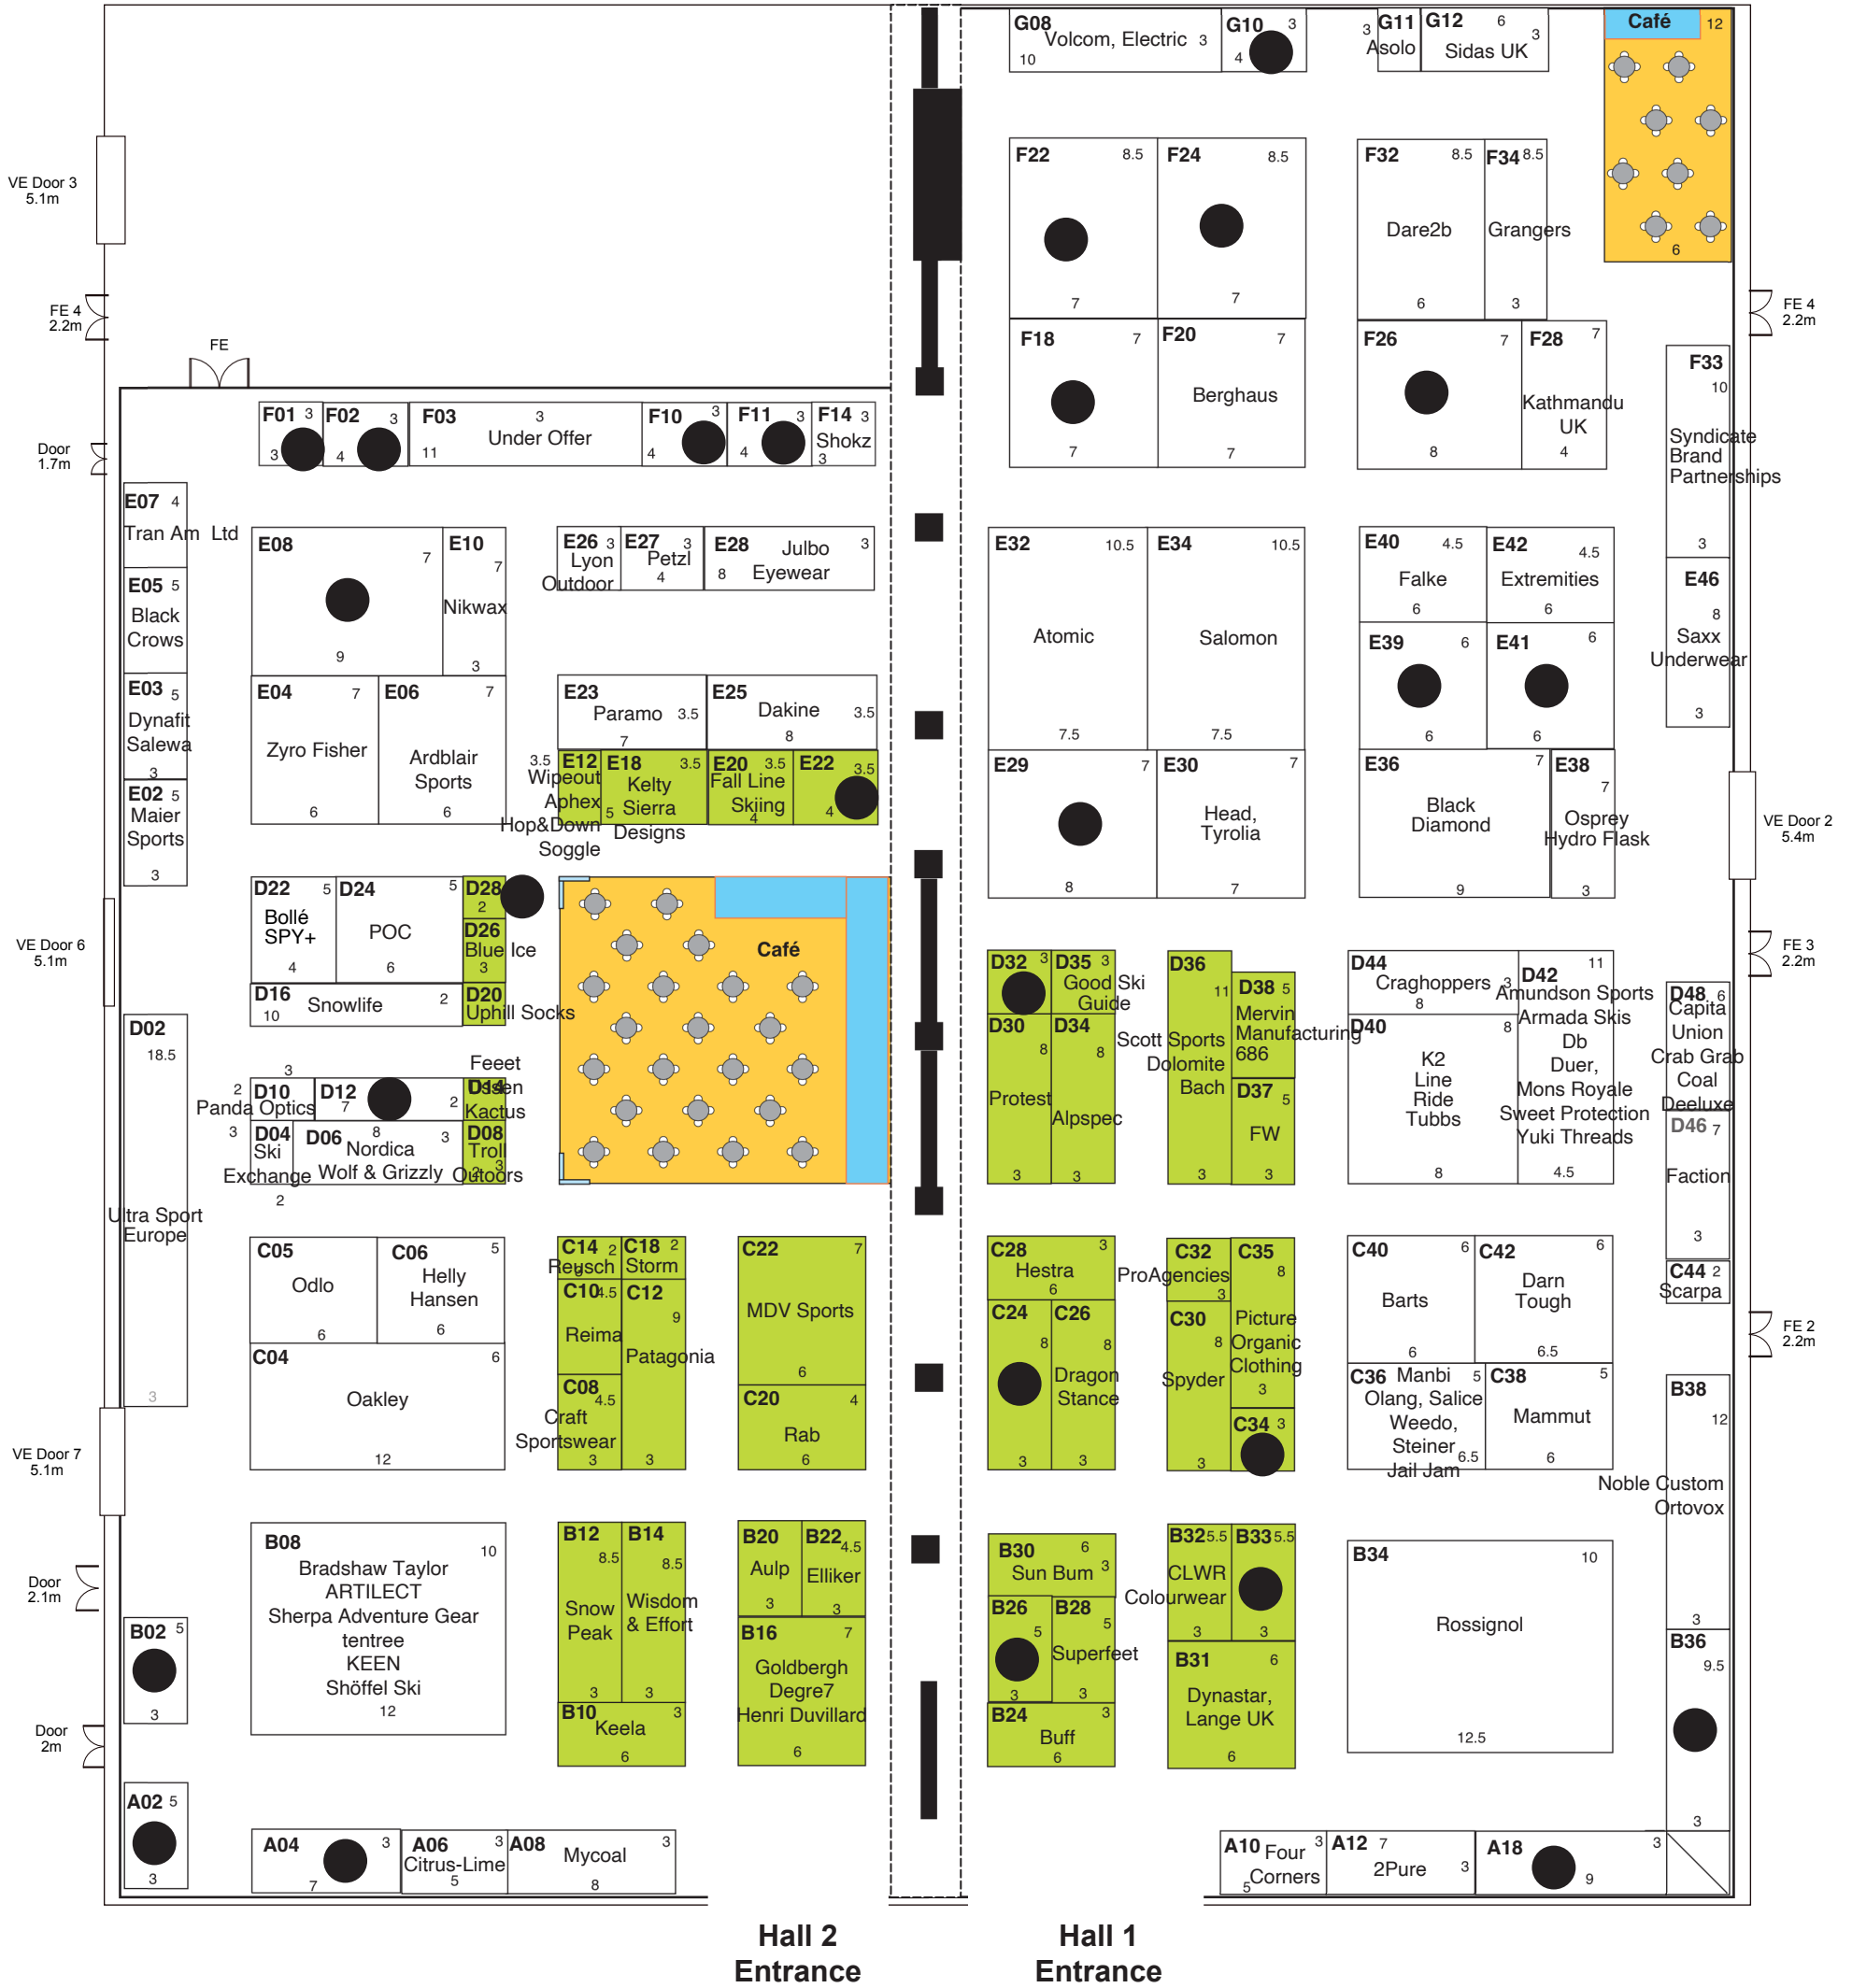 G08
Volcom, Electric 3
10
G10 3
4
3
G11
Asolo
G12 6
3
Sidas UK
Café
12
6
VE Door 3
5.1m
F22 8.5
7
F24 8.5
7
F32 8.5
Dare2b
6
F34 8.5
Grangers
3
FE 4
2.2m
FE
FE 4
2.2m
F18 7
7
F20 7
Berghaus
7
F26 7
8
F28 7
Kathmandu
UK
4
F33
10
Syndicate
Brand
Partnerships
3
Door
1.7m
F01 3
3
F02 3
4
F03 3
Under Offer
11
F10 3
4
F11 3
4
F14 3
Shokz
3
E07 4
Tran Am Ltd
E05 5
Black
Crows
E03 5
Dynafit
Salewa
3
E02 5
Maier
Sports
3
E08
7
9
E10
7
Nikwax
3
E26 3
Lyon
Outdoor
E27 3
Petzl
4
E28 Julbo 3
8 Eyewear
E32 10.5
Atomic
7.5
E34 10.5
Salomon
7.5
E40 4.5
Falke
6
E42 4.5
Extremities
6
E46
8
Saxx
Underwear
3
E39 6
6
E41 6
6
E04 7
Zyro Fisher
6
E06 7
Ardblair
Sports
6
E23
Paramo 3.5
7
E25
Dakine 3.5
8
3.5 E12
Wipeout
Aphex
Hop&Down
Soggle
E18 3.5
Kelty
Sierra
5
Designs
E20 3.5
Fall Line
Skiing
4
E22 3.5
4
E29 7
8
E30 7
Head,
Tyrolia
7
E36 7
Black
Diamond
9
E38
7
Osprey
Hydro Flask
3
VE Door 2
5.4m
VE Door 6
5.1m
D22 5
Bollé
SPY+
4
D24 5
POC
6
D28
2
D26
Blue Ice
3
D16 Snowlife 2
10
D20
Uphill Socks
Café
D32 3
D35 3
Good Ski
Guide
D36
11
Scott Sports
Dolomite
Bach
3
D38 5
Mervin
Manufacturing
686
D44
Craghoppers 3
8
D42 11
Amundson Sports
Armada Skis
Db
Duer,
Mons Royale
Sweet Protection
Yuki Threads
4.5
FE 3
2.2m
D48 6
Capita
Union
Crab Grab
Coal
Deeluxe
D02
18.5
Ultra Sport
Europe
3
3
2
D10
Panda Optics
D12
7 2
Feeet
Ussen
Kactus
D14
3
D04
Ski
Exchange
2
8
D06 3
Nordica
Wolf & Grizzly
D08
Troll
Outoors
2 3
D30
8
Protest
3
D34
8
Alpspec
3
D37
5
FW
3
D40 8
K2
Line
Ride
Tubbs
8
D46 7
Faction
3
C05
Odlo
6
C06 5
Helly
Hansen
6
C04 6
Oakley
12
C14 2
Reusch
3
C18 2
Storm
C10 4.5
Reima
C12
9
Patagonia
3
C08
4.5
Craft
Sportswear
3
C22 7
MDV Sports
6
C20 4
Rab
6
C28 3
Hestra
6
C24
8
3
C26
8
Dragon
Stance
3
C32
ProAgencies
3
C35
8
Picture
Organic
Clothing
3
C30
8
Spyder
3
C34 3
C40 6
Barts
6
C42 6
Darn
Tough
6.5
C44 2
Scarpa
FE 2
2.2m
C36 Manbi 5
Olang, Salice
Weedo,
Steiner
6.5
Jail Jam
C38 5
Mammut
6
B38
12
Noble Custom
Ortovox
3
VE Door 7
5.1m
Door
2.1m
B02 5
3
Door
2m
B08
10
Bradshaw Taylor
ARTILECT
Sherpa Adventure Gear
tentree
KEEN
Shöffel Ski
12
B12
8.5
Snow
Peak
3
B14
8.5
Wisdom
& Effort
3
B10 3
Keela
6
B20
Aulp
3
B22
4.5
Elliker
3
B16 7
Goldbergh
Degre7
Henri Duvillard
6
B30 6
Sun Bum 3
B26
5
3
B28
5
Superfeet
3
B24 3
Buff
6
B32 5.5
CLWR
Colourwear
3
B33 5.5
3
B31 6
Dynastar,
Lange UK
6
B34 10
Rossignol
12.5
B36
9.5
3
A02 5
3
A04 3
7
A06 3
Citrus-Lime
5
A08 Mycoal 3
8
A10 3
Four
Corners
5
A12 7
2Pure 3
A18 3
9
Hall 2
Entrance
Hall 1
Entrance